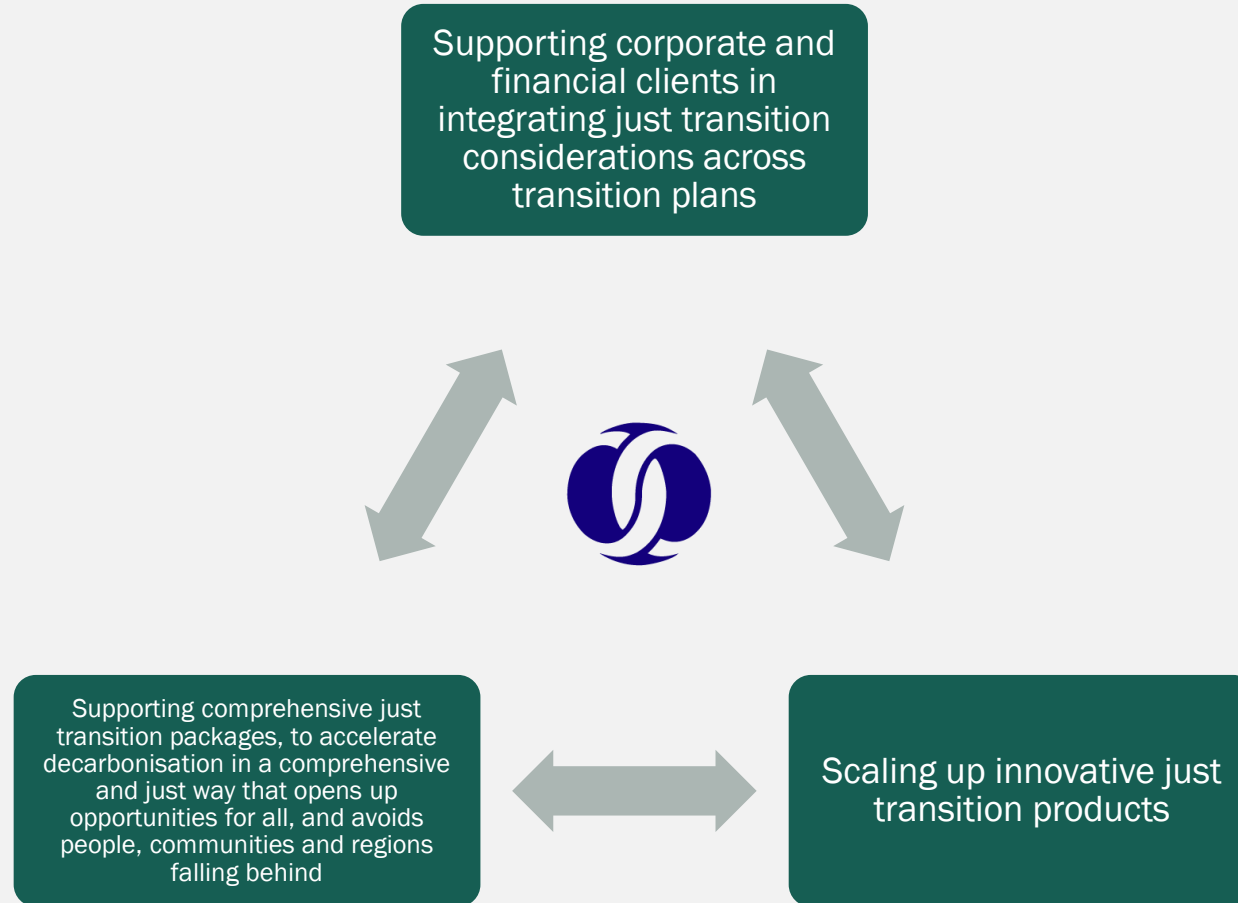 Supporting corporate and
financial clients in
integrating just transition
considerations across
transition plans
Supporting comprehensive just
transition packages, to accelerate
decarbonisation in a comprehensive
and just way that opens up
opportunities for all, and avoids
people, communities and regions
falling behind
Scaling up innovative just
transition products